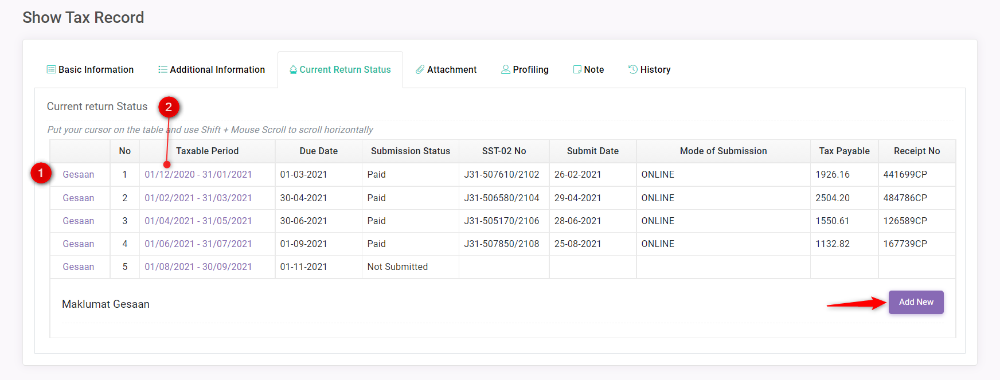 Show Tax Record
Basic Information Additional Information Current Return Status Attachment Profiling Note History
Current return Status 2
Put your cursor on the table and use Shift + Mouse Scroll to scroll horizontally
No Taxable Period Due Date Submission Status SST-02 No Submit Date Mode of Submission Tax Payable Receipt No
1 Gesaan 1 01/12/2020 - 31/01/2021 01-03-2021 Paid J31-507610/2102 26-02-2021 ONLINE 1926.16 441699CP
Gesaan 2 01/02/2021 - 31/03/2021 30-04-2021 Paid J31-506580/2104 29-04-2021 ONLINE 2504.20 484786CP
Gesaan 3 01/04/2021 - 31/05/2021 30-06-2021 Paid J31-505170/2106 28-06-2021 ONLINE 1550.61 126589CP
Gesaan 4 01/06/2021 - 31/07/2021 01-09-2021 Paid J31-507850/2108 25-08-2021 ONLINE 1132.82 167739CP
Gesaan 5 01/08/2021 - 30/09/2021 01-11-2021 Not Submitted
Maklumat Gesaan Add New